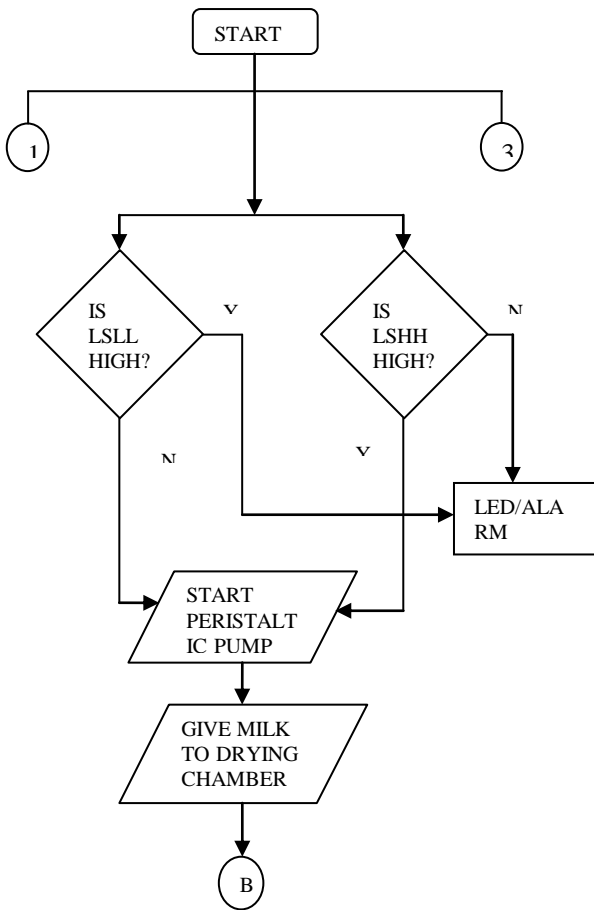 START
1
3
IS
LSLL
HIGH?
Y
IS
LSHH
HIGH?
N
N
Y
LED/ALA
RM
START
PERISTALT
IC PUMP
GIVE MILK
TO DRYING
CHAMBER
B